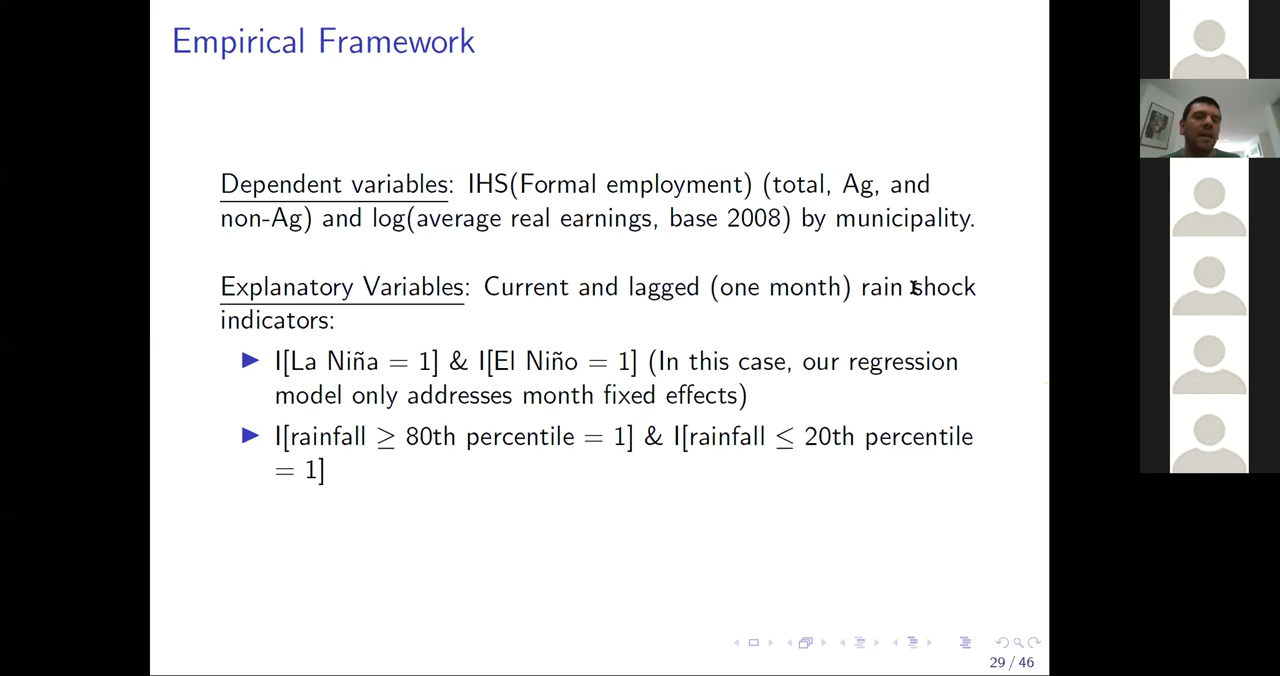 Empirical Framework
Dependent variables: IHS(Formal employment) (total, Ag, and
non-Ag) and log(average real earnings, base 2008) by municipality.
Explanatory Variables: Current and lagged (one month) rain shock
indicators:
▶ I[La Niña = 1] & I[El Niño = 1] (In this case, our regression
model only addresses month fixed effects)
▶ I[rainfall ≥ 80th percentile = 1] & I[rainfall ≤ 20th percentile
= 1]
29 / 46